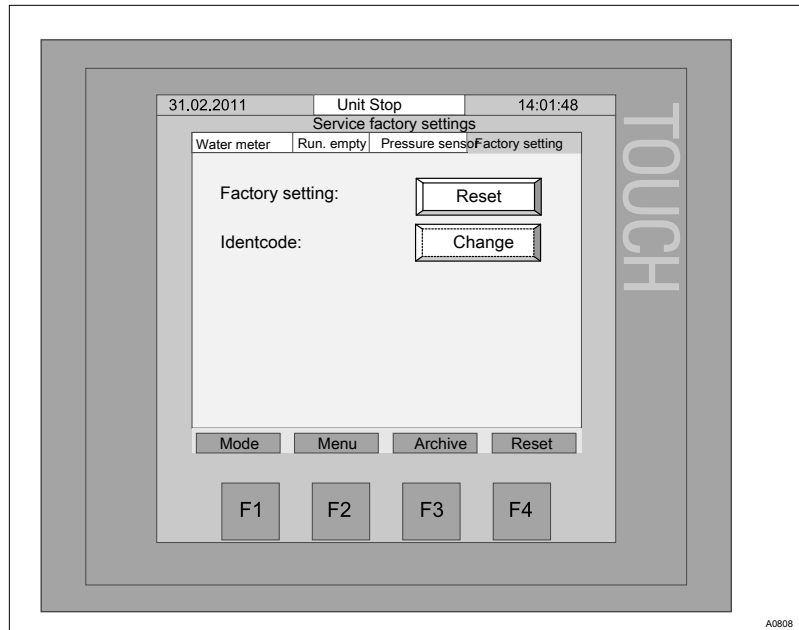 31.02.2011 Unit Stop 14:01:48
Service factory settings
Water meter Run. empty Pressure sensor Factory setting
Factory setting: Reset
Identcode: Change
Mode Menu Archive Reset
F1 F2 F3 F4
TOUCH
A0808